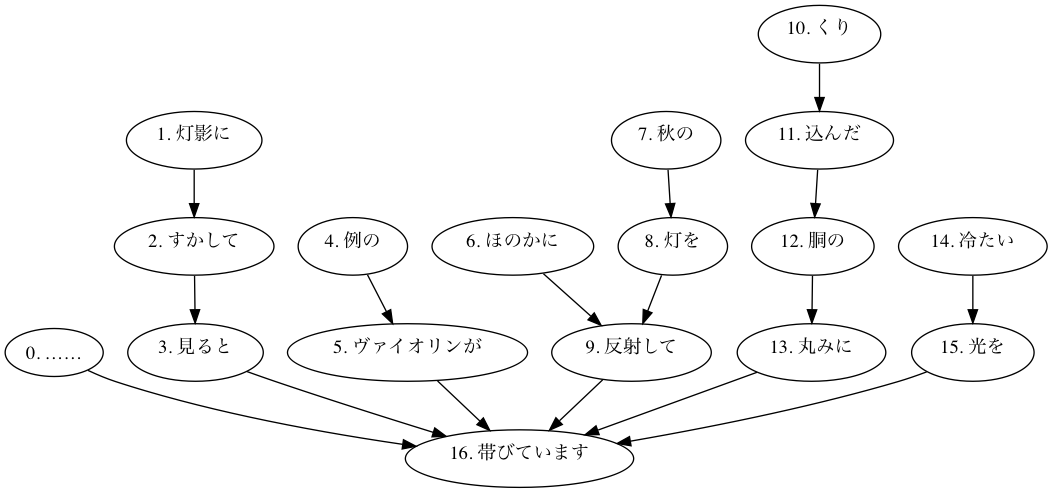 10. くり
1. 灯影に
7. 秋の
11. 込んだ
2. すかして
4. 例の
6. ほのかに
8. 灯を
12. 胴の
14. 冷たい
0. ……
3. 見ると
5. ヴァイオリンが
9. 反射して
13. 丸みに
15. 光を
16. 帯びています